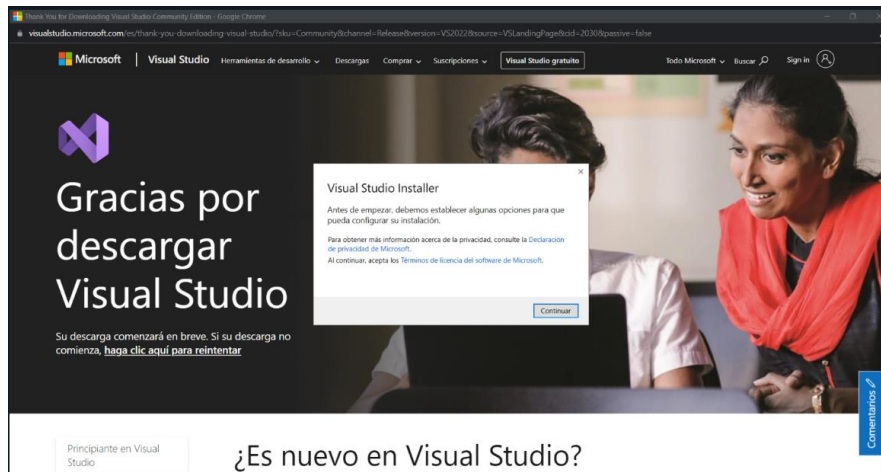 Thank You for Downloading Visual Studio Community Edition - Google Chrome
visualstudio.microsoft.com/es/thank-you-downloading-visual-studio/?sku=Community&channel=Release&version=VS2022&source=VSLandingPage&cid=2030&passive=false
Microsoft | Visual Studio Herramientas de desarrollo Descargas Comprar Suscripciones Visual Studio gratuito Todo Microsoft Buscar Sign in
Gracias por
descargar
Visual Studio
Su descarga comenzará en breve. Si su descarga no
comienza, haga clic aquí para reintentar
Visual Studio Installer
Antes de empezar, debemos establecer algunas opciones para que
pueda configurar su instalación.
Para obtener más información acerca de la privacidad, consulte la Declaración
de privacidad de Microsoft.
Al continuar, acepta los Términos de licencia del software de Microsoft.
Continuar
Comentarios
Principiante en Visual
Studio
¿Es nuevo en Visual Studio?